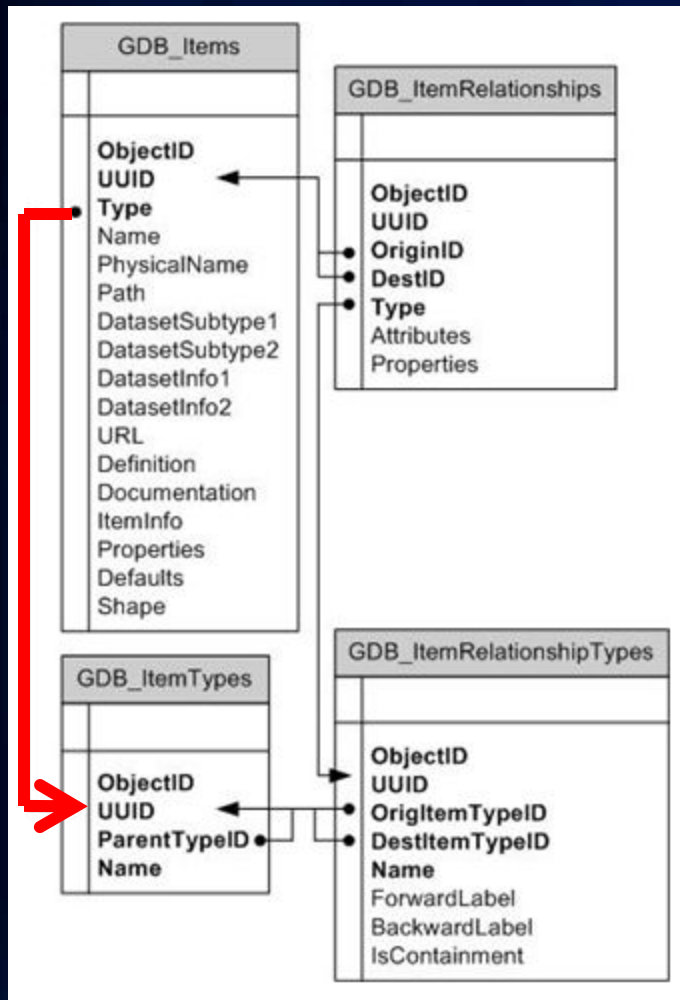 GDB_Items
ObjectID
UUID
Type
Name
PhysicalName
Path
DatasetSubtype1
DatasetSubtype2
DatasetInfo1
DatasetInfo2
URL
Definition
Documentation
ItemInfo
Properties
Defaults
Shape
GDB_ItemRelationships
ObjectID
UUID
OriginID
DestID
Type
Attributes
Properties
GDB_ItemTypes
ObjectID
UUID
ParentTypeID
Name
GDB_ItemRelationshipTypes
ObjectID
UUID
OrigItemTypeID
DestItemTypeID
Name
ForwardLabel
BackwardLabel
IsContainment